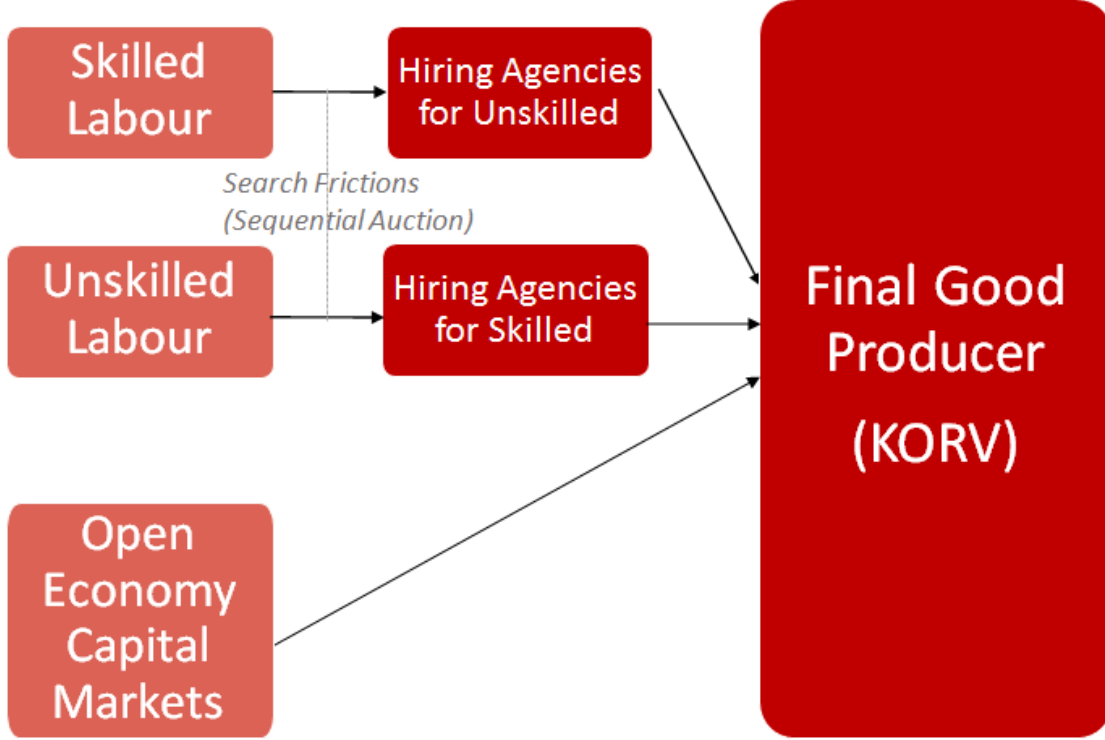 Skilled
Labour
Hiring Agencies
for Unskilled
Search Frictions
(Sequential Auction)
Unskilled
Labour
Hiring Agencies
for Skilled
Final Good
Producer
(KORV)
Open
Economy
Capital
Markets